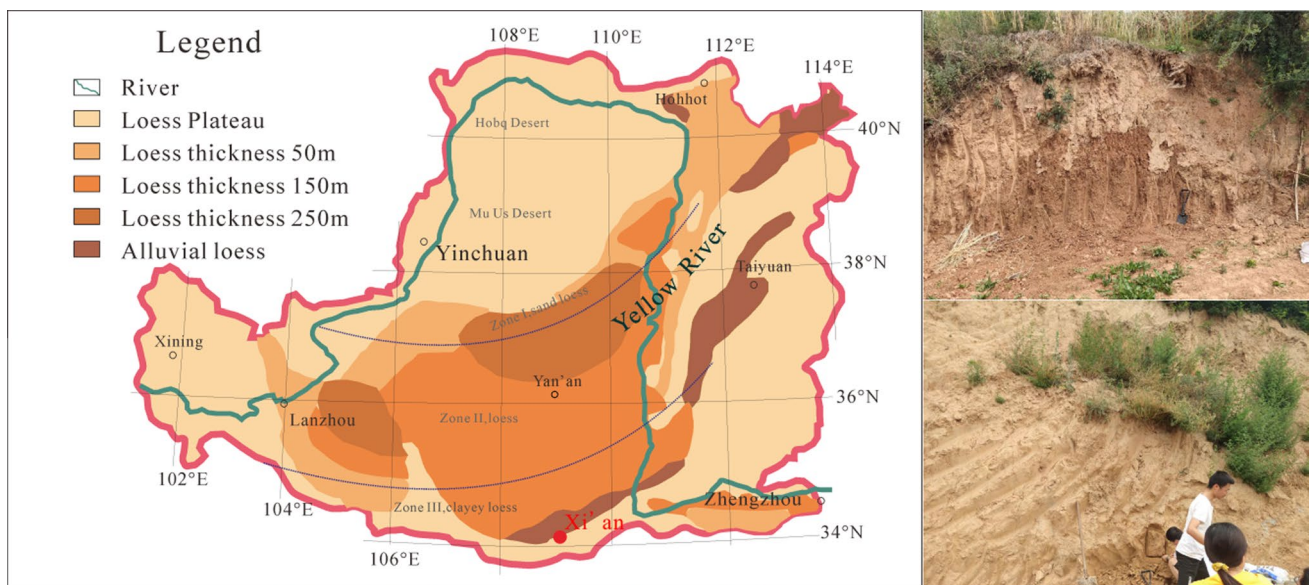 Legend
River
Loess Plateau
Loess thickness 50m
Loess thickness 150m
Loess thickness 250m
Alluvial loess
108°E
110°E
112°E
114°E
Hohhot
40°N
Hobq Desert
Mu Us Desert
Yinchuan
Yellow River
Taiyuan
38°N
Zone I,sand loess
Xining
Yan'an
36°N
Lanzhou
Zone II,loess
102°E
104°E
Zone III,clayey loess
Zhengzhou
Xi' an
34°N
106°E